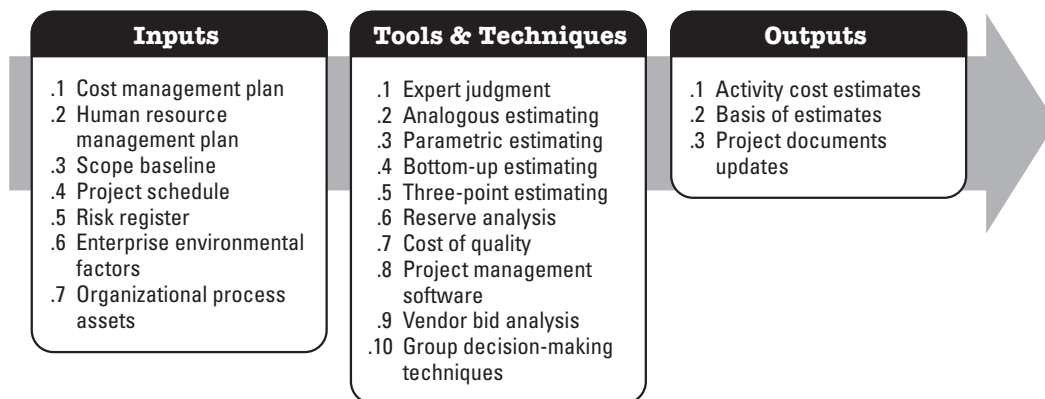 Inputs
.1 Cost management plan
.2 Human resource
management plan
.3 Scope baseline
.4 Project schedule
.5 Risk register
.6 Enterprise environmental
factors
.7 Organizational process
assets
Tools & Techniques
.1 Expert judgment
.2 Analogous estimating
.3 Parametric estimating
.4 Bottom-up estimating
.5 Three-point estimating
.6 Reserve analysis
.7 Cost of quality
.8 Project management
software
.9 Vendor bid analysis
.10 Group decision-making
techniques
Outputs
.1 Activity cost estimates
.2 Basis of estimates
.3 Project documents
updates